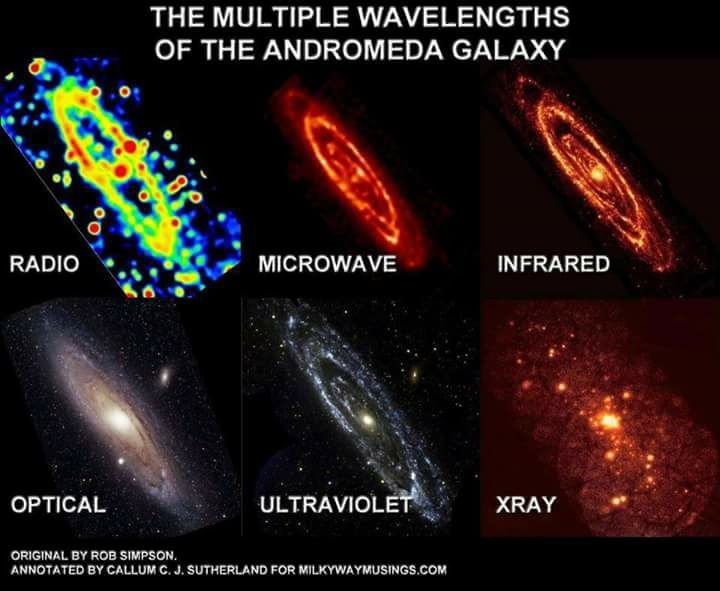 THE MULTIPLE WAVELENGTHS
OF THE ANDROMEDA GALAXY
RADIO
MICROWAVE
INFRARED
OPTICAL
ULTRAVIOLET
XRAY
ORIGINAL BY ROB SIMPSON.
ANNOTATED BY CALLUM C. J. SUTHERLAND FOR MILKYWAYMUSINGS.COM